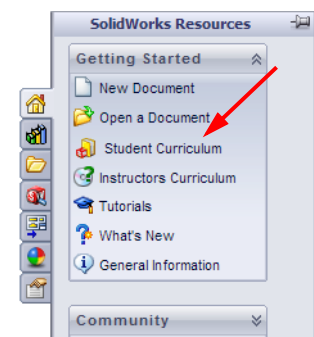 SolidWorks Resources
Getting Started
New Document
Open a Document
Student Curriculum
Instructors Curriculum
Tutorials
What's New
General Information
Community